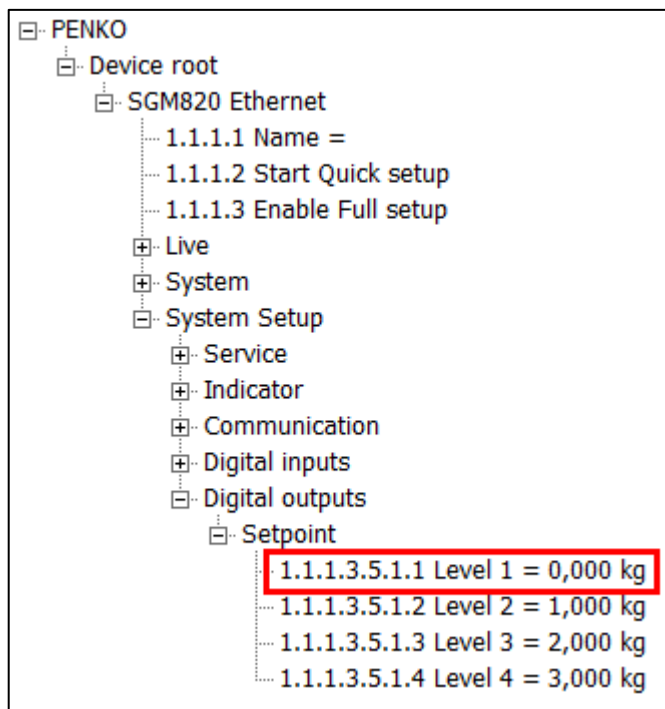 PENKO
Device root
SGM820 Ethernet
1.1.1.1 Name =
1.1.1.2 Start Quick setup
1.1.1.3 Enable Full setup
Live
System
System Setup
Service
Indicator
Communication
Digital inputs
Digital outputs
Setpoint
1.1.1.3.5.1.1 Level 1 = 0,000 kg
1.1.1.3.5.1.2 Level 2 = 1,000 kg
1.1.1.3.5.1.3 Level 3 = 2,000 kg
1.1.1.3.5.1.4 Level 4 = 3,000 kg